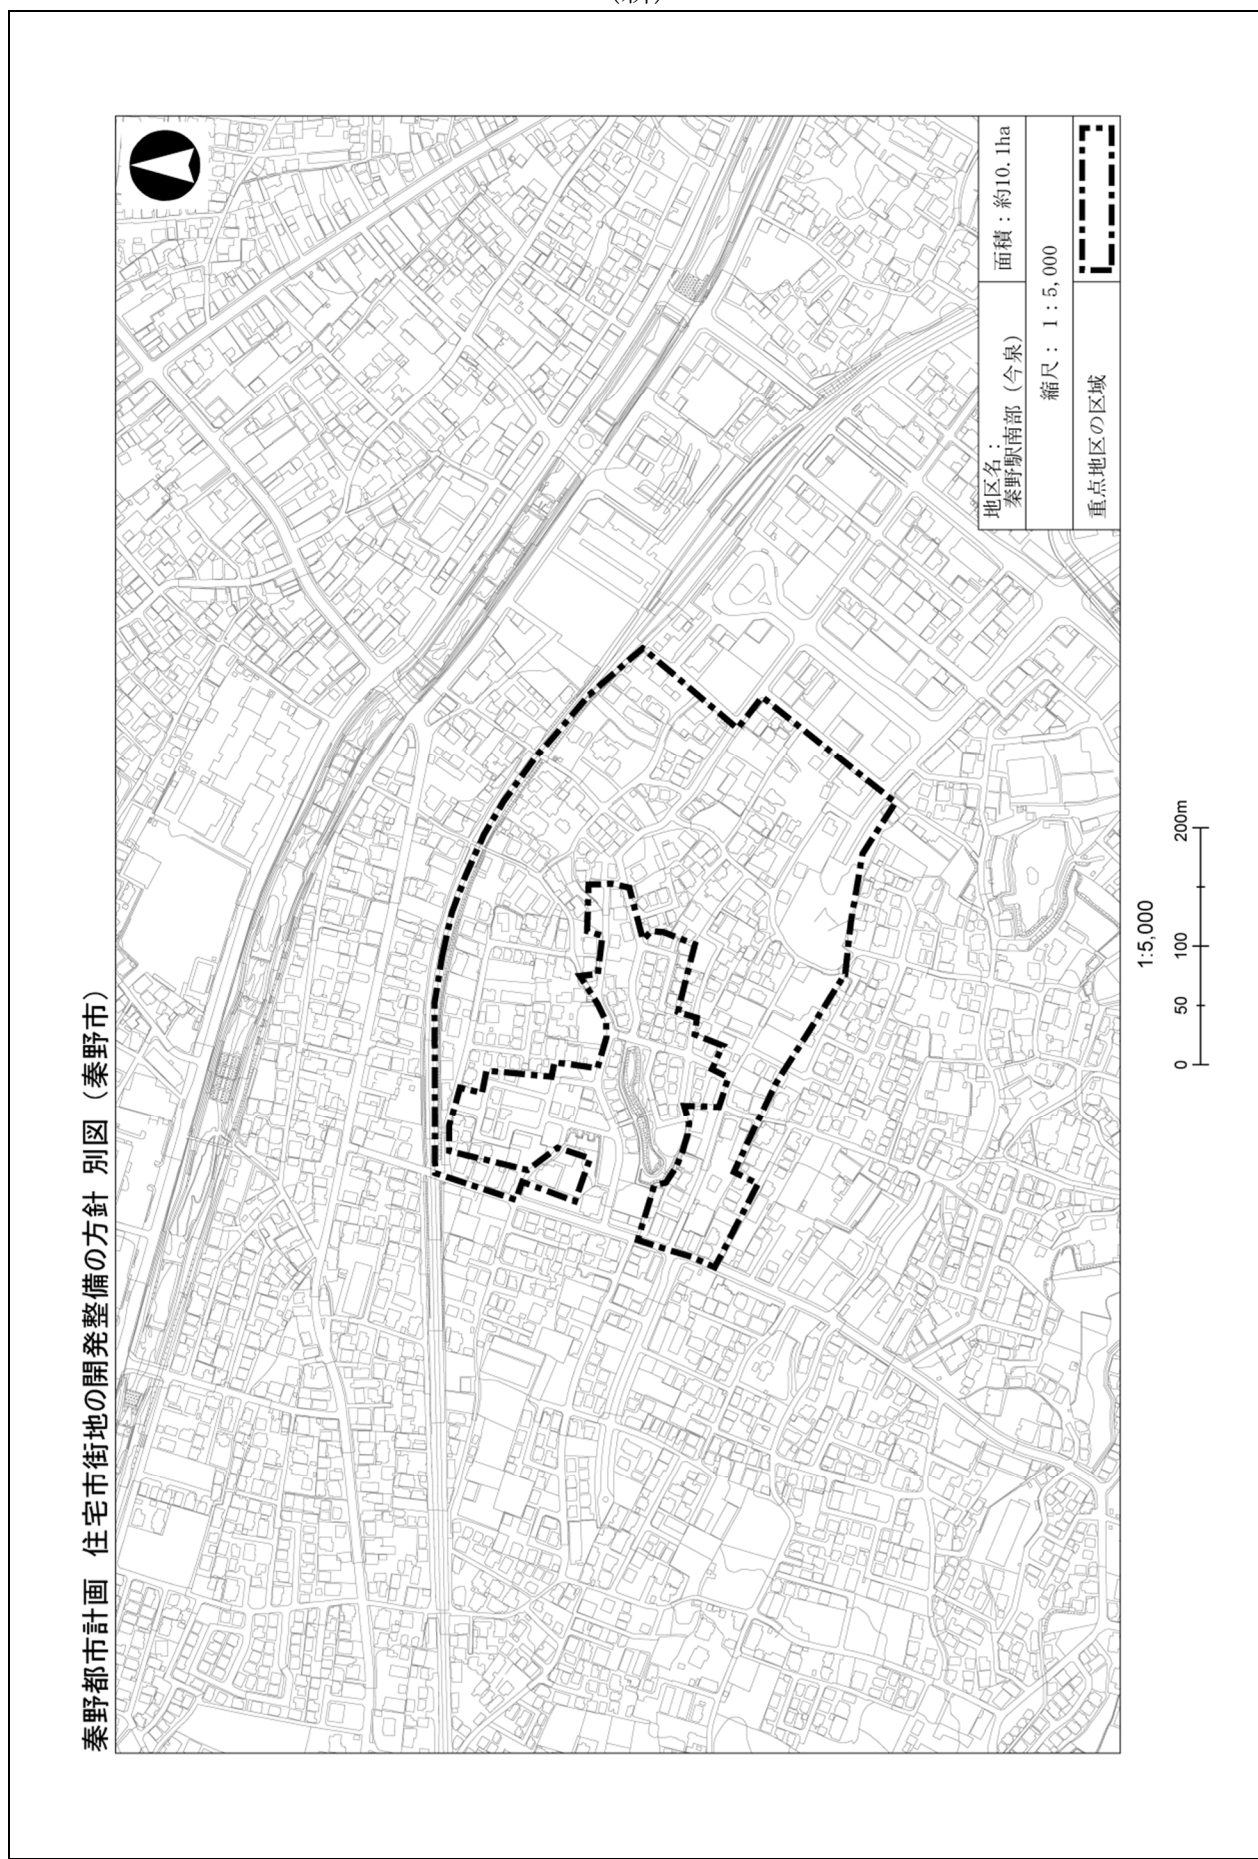 秦野都市計画 住宅市街地の開発整備の方針 別図（秦野市）
地区名：
秦野駅南部（今泉）
面積：約10.1ha
縮尺： 1：5,000
重点地区の区域
1:5,000
0 50 100 200m